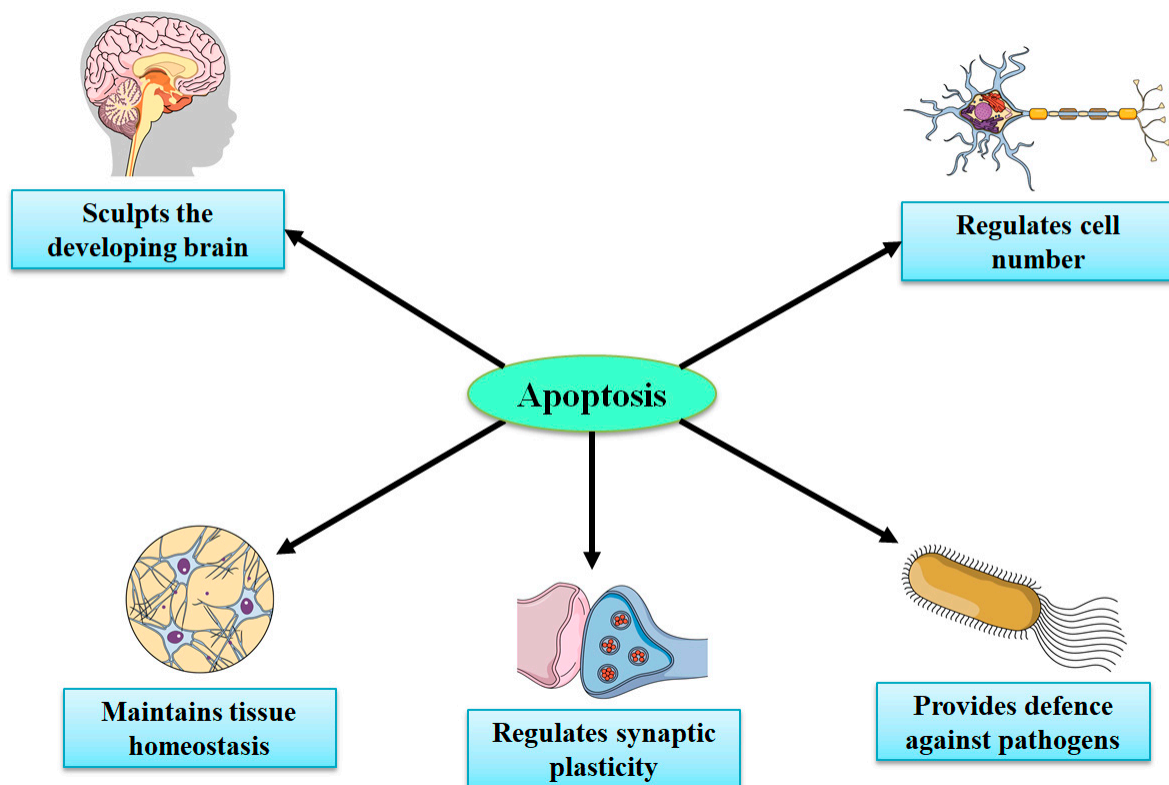 Sculpts the
developing brain
Regulates cell
number
Apoptosis
Maintains tissue
homeostasis
Regulates synaptic
plasticity
Provides defence
against pathogens